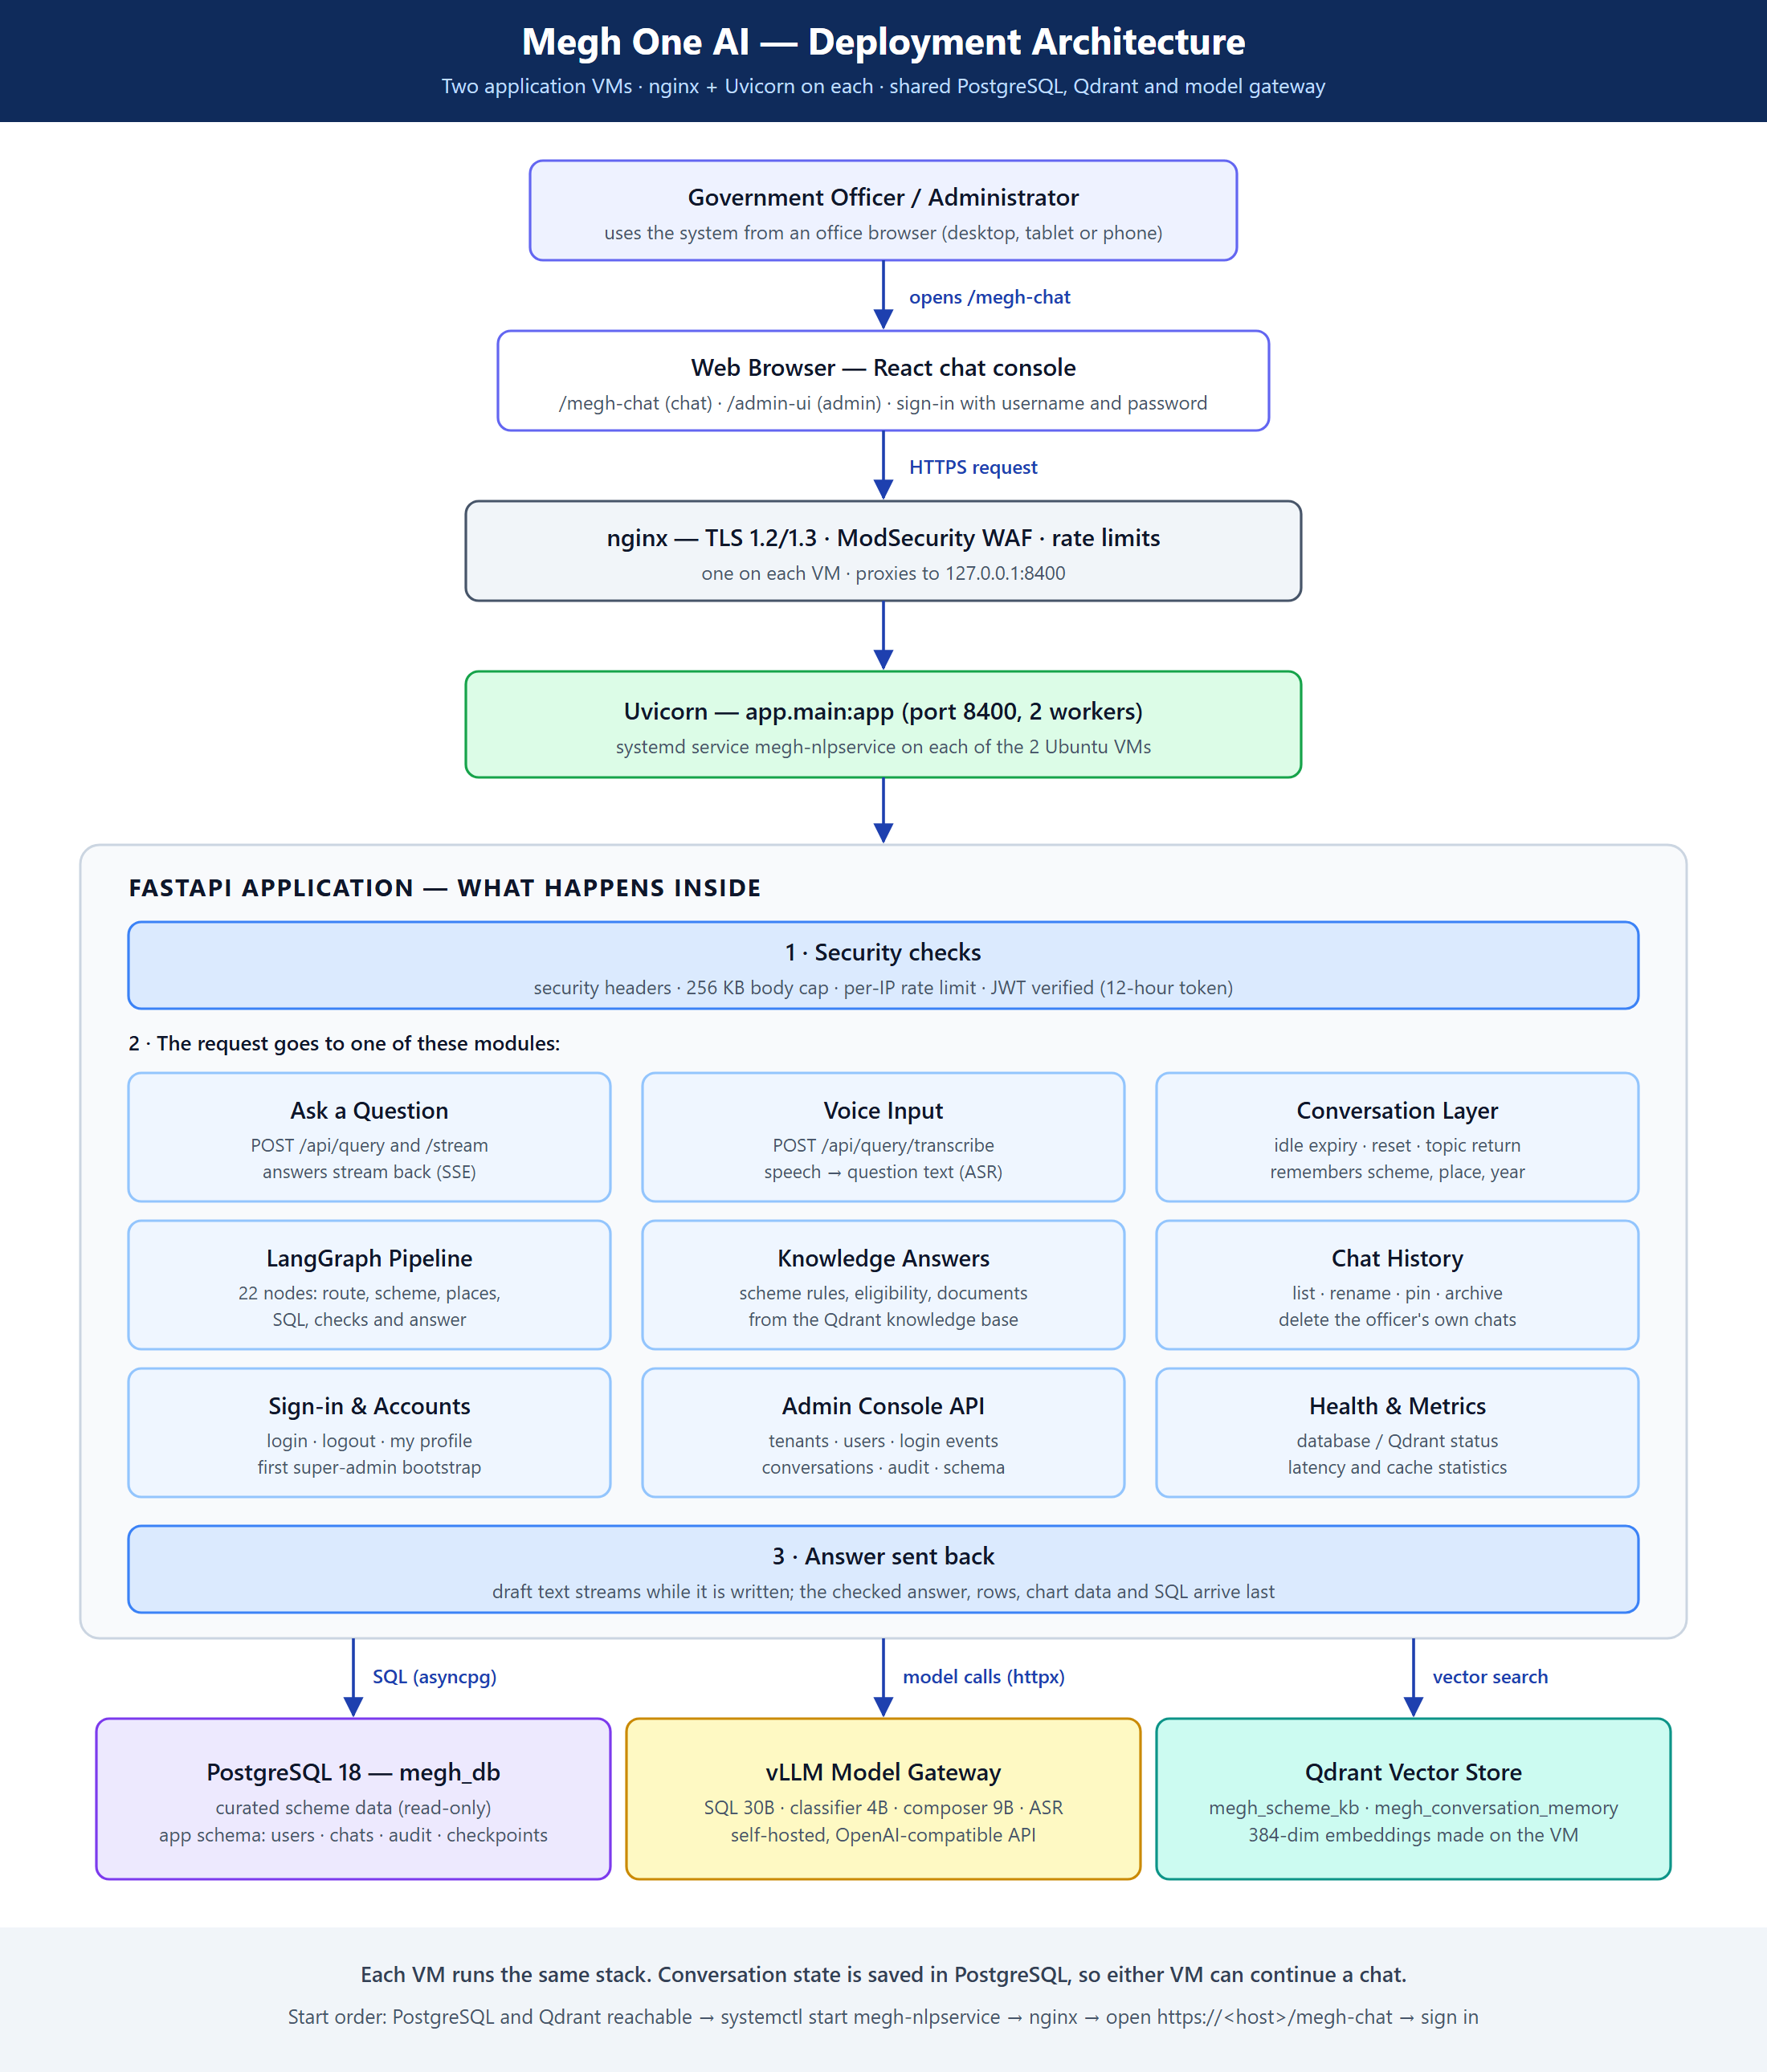 Megh One AI — Deployment Architecture
Two application VMs · nginx + Uvicorn on each · shared PostgreSQL, Qdrant and model gateway
Government Officer / Administrator
uses the system from an office browser (desktop, tablet or phone)
opens /megh-chat
Web Browser — React chat console
/megh-chat (chat) · /admin-ui (admin) · sign-in with username and password
HTTPS request
nginx — TLS 1.2/1.3 · ModSecurity WAF · rate limits
one on each VM · proxies to 127.0.0.1:8400
Uvicorn — app.main:app (port 8400, 2 workers)
systemd service megh-nlpservice on each of the 2 Ubuntu VMs
FASTAPI APPLICATION — WHAT HAPPENS INSIDE
1 · Security checks
security headers · 256 KB body cap · per-IP rate limit · JWT verified (12-hour token)
2 · The request goes to one of these modules:
Ask a Question
POST /api/query and /stream
answers stream back (SSE)
Voice Input
POST /api/query/transcribe
speech → question text (ASR)
Conversation Layer
idle expiry · reset · topic return
remembers scheme, place, year
LangGraph Pipeline
22 nodes: route, scheme, places,
SQL, checks and answer
Knowledge Answers
scheme rules, eligibility, documents
from the Qdrant knowledge base
Chat History
list · rename · pin · archive
delete the officer's own chats
Sign-in & Accounts
login · logout · my profile
first super-admin bootstrap
Admin Console API
tenants · users · login events
conversations · audit · schema
Health & Metrics
database / Qdrant status
latency and cache statistics
3 · Answer sent back
draft text streams while it is written; the checked answer, rows, chart data and SQL arrive last
SQL (asyncpg)
model calls (httpx)
vector search
PostgreSQL 18 — megh_db
curated scheme data (read-only)
app schema: users · chats · audit · checkpoints
vLLM Model Gateway
SQL 30B · classifier 4B · composer 9B · ASR
self-hosted, OpenAI-compatible API
Qdrant Vector Store
megh_scheme_kb · megh_conversation_memory
384-dim embeddings made on the VM
Each VM runs the same stack. Conversation state is saved in PostgreSQL, so either VM can continue a chat.
Start order: PostgreSQL and Qdrant reachable → systemctl start megh-nlpservice → nginx → open https://<host>/megh-chat → sign in